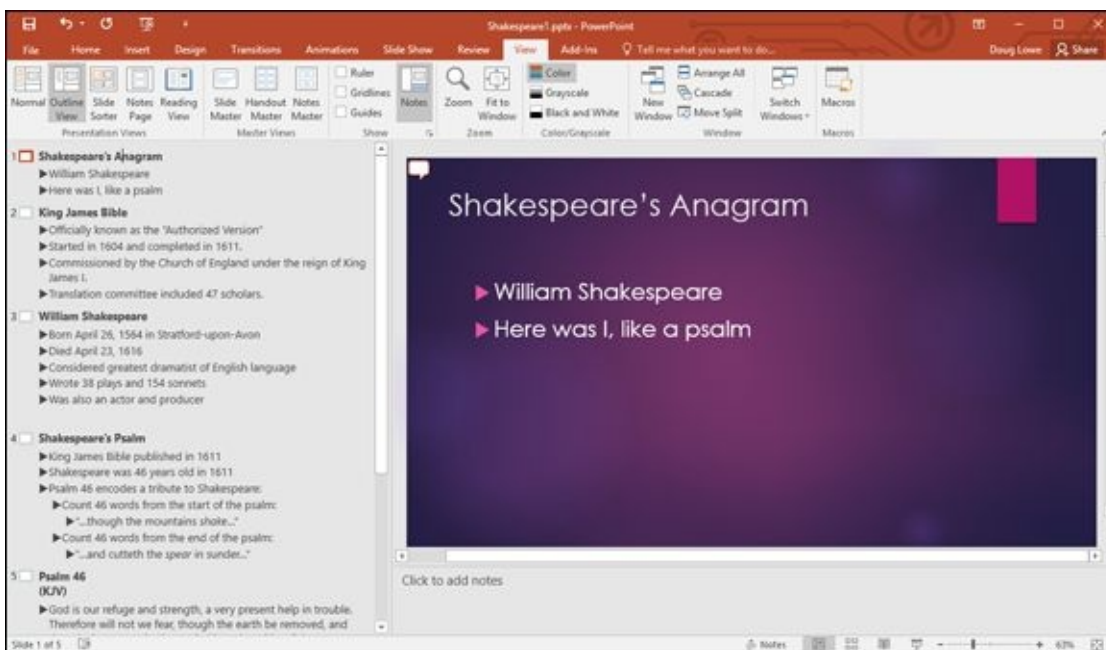 Shakespeare1.pptx - PowerPoint
File Home Insert Design Transitions Animations Slide Show Review View Add-Ins Tell me what you want to do... Doug Lowe Share
Normal Outline View Slide Sorter Notes Page Reading View
Slide Master Handout Master Notes Master
Ruler
Gridlines
Guides
Notes
Zoom Fit to Window
Color
Grayscale
Black and White
New Window
Arrange All
Cascade
Move Split
Switch Windows
Macros
Presentation Views Master Views Show Zoom Color/Grayscale Window Macros
1 Shakespeare's Anagram
William Shakespeare
Here was I, like a psalm
2 King James Bible
Officially known as the "Authorized Version"
Started in 1604 and completed in 1611.
Commissioned by the Church of England under the reign of King
James I.
Translation committee included 47 scholars.
3 William Shakespeare
Born April 26, 1564 in Stratford-upon-Avon
Died April 23, 1616
Considered greatest dramatist of English language
Wrote 38 plays and 154 sonnets
Was also an actor and producer
4 Shakespeare's Psalm
King James Bible published in 1611
Shakespeare was 46 years old in 1611
Psalm 46 encodes a tribute to Shakespeare:
Count 46 words from the start of the psalm:
"...though the mountains shake..."
Count 46 words from the end of the psalm:
"...and cutteth the spear in sunder..."
5 Psalm 46
(KJV)
God is our refuge and strength, a very present help in trouble.
Therefore will not we fear, though the earth be removed, and
Shakespeare's Anagram
William Shakespeare
Here was I, like a psalm
Click to add notes
Slide 1 of 5 Notes 63%